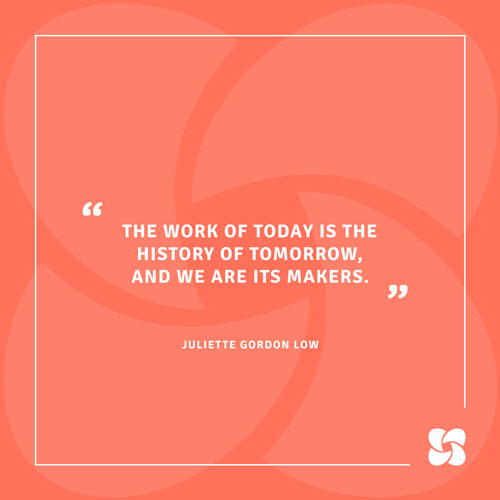 “
THE WORK OF TODAY IS THE
HISTORY OF TOMORROW,
AND WE ARE ITS MAKERS.
”
JULIETTE GORDON LOW